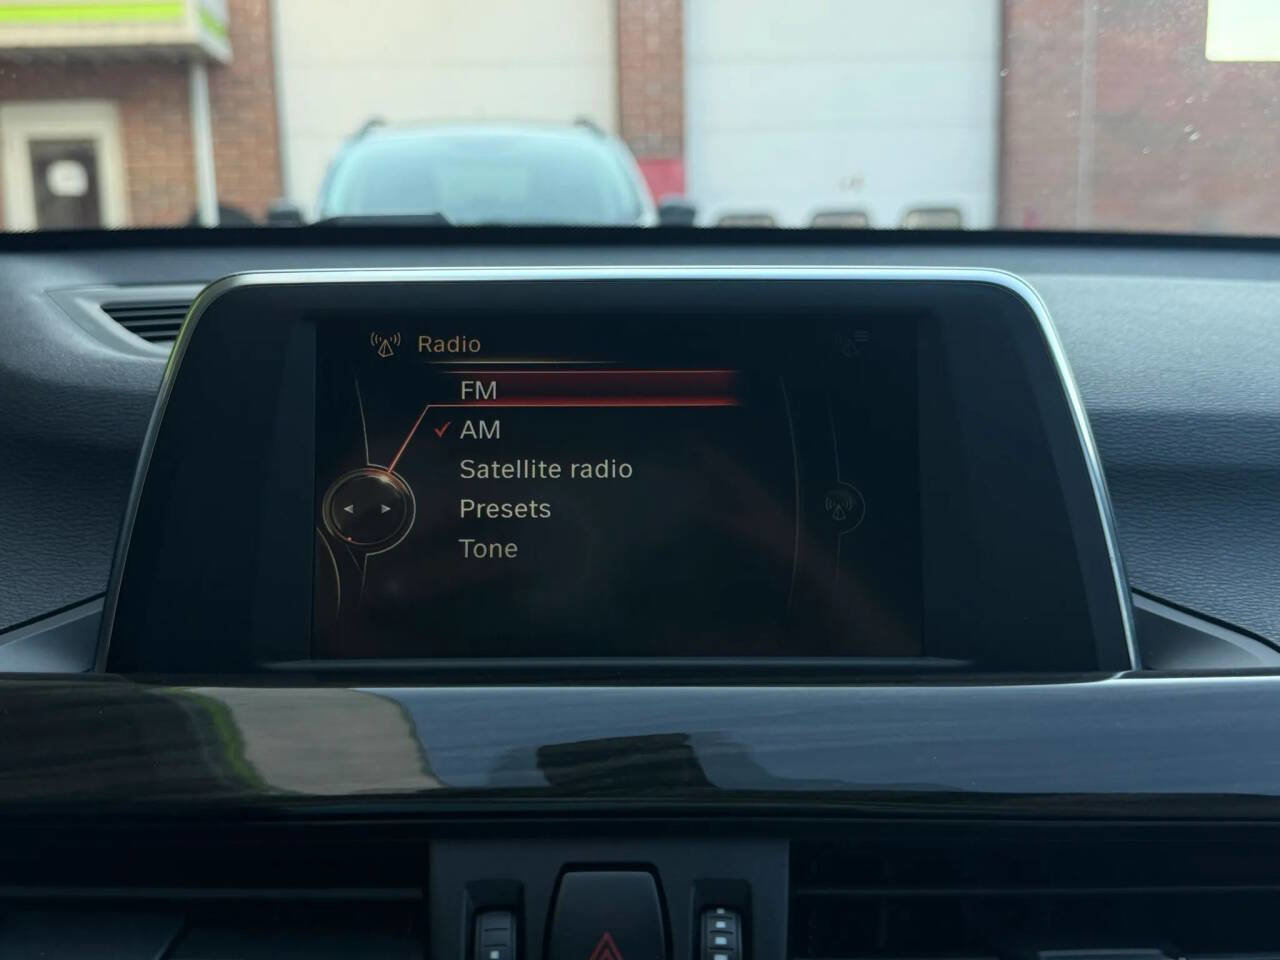 Radio
FM
AM
Satellite radio
Presets
Tone